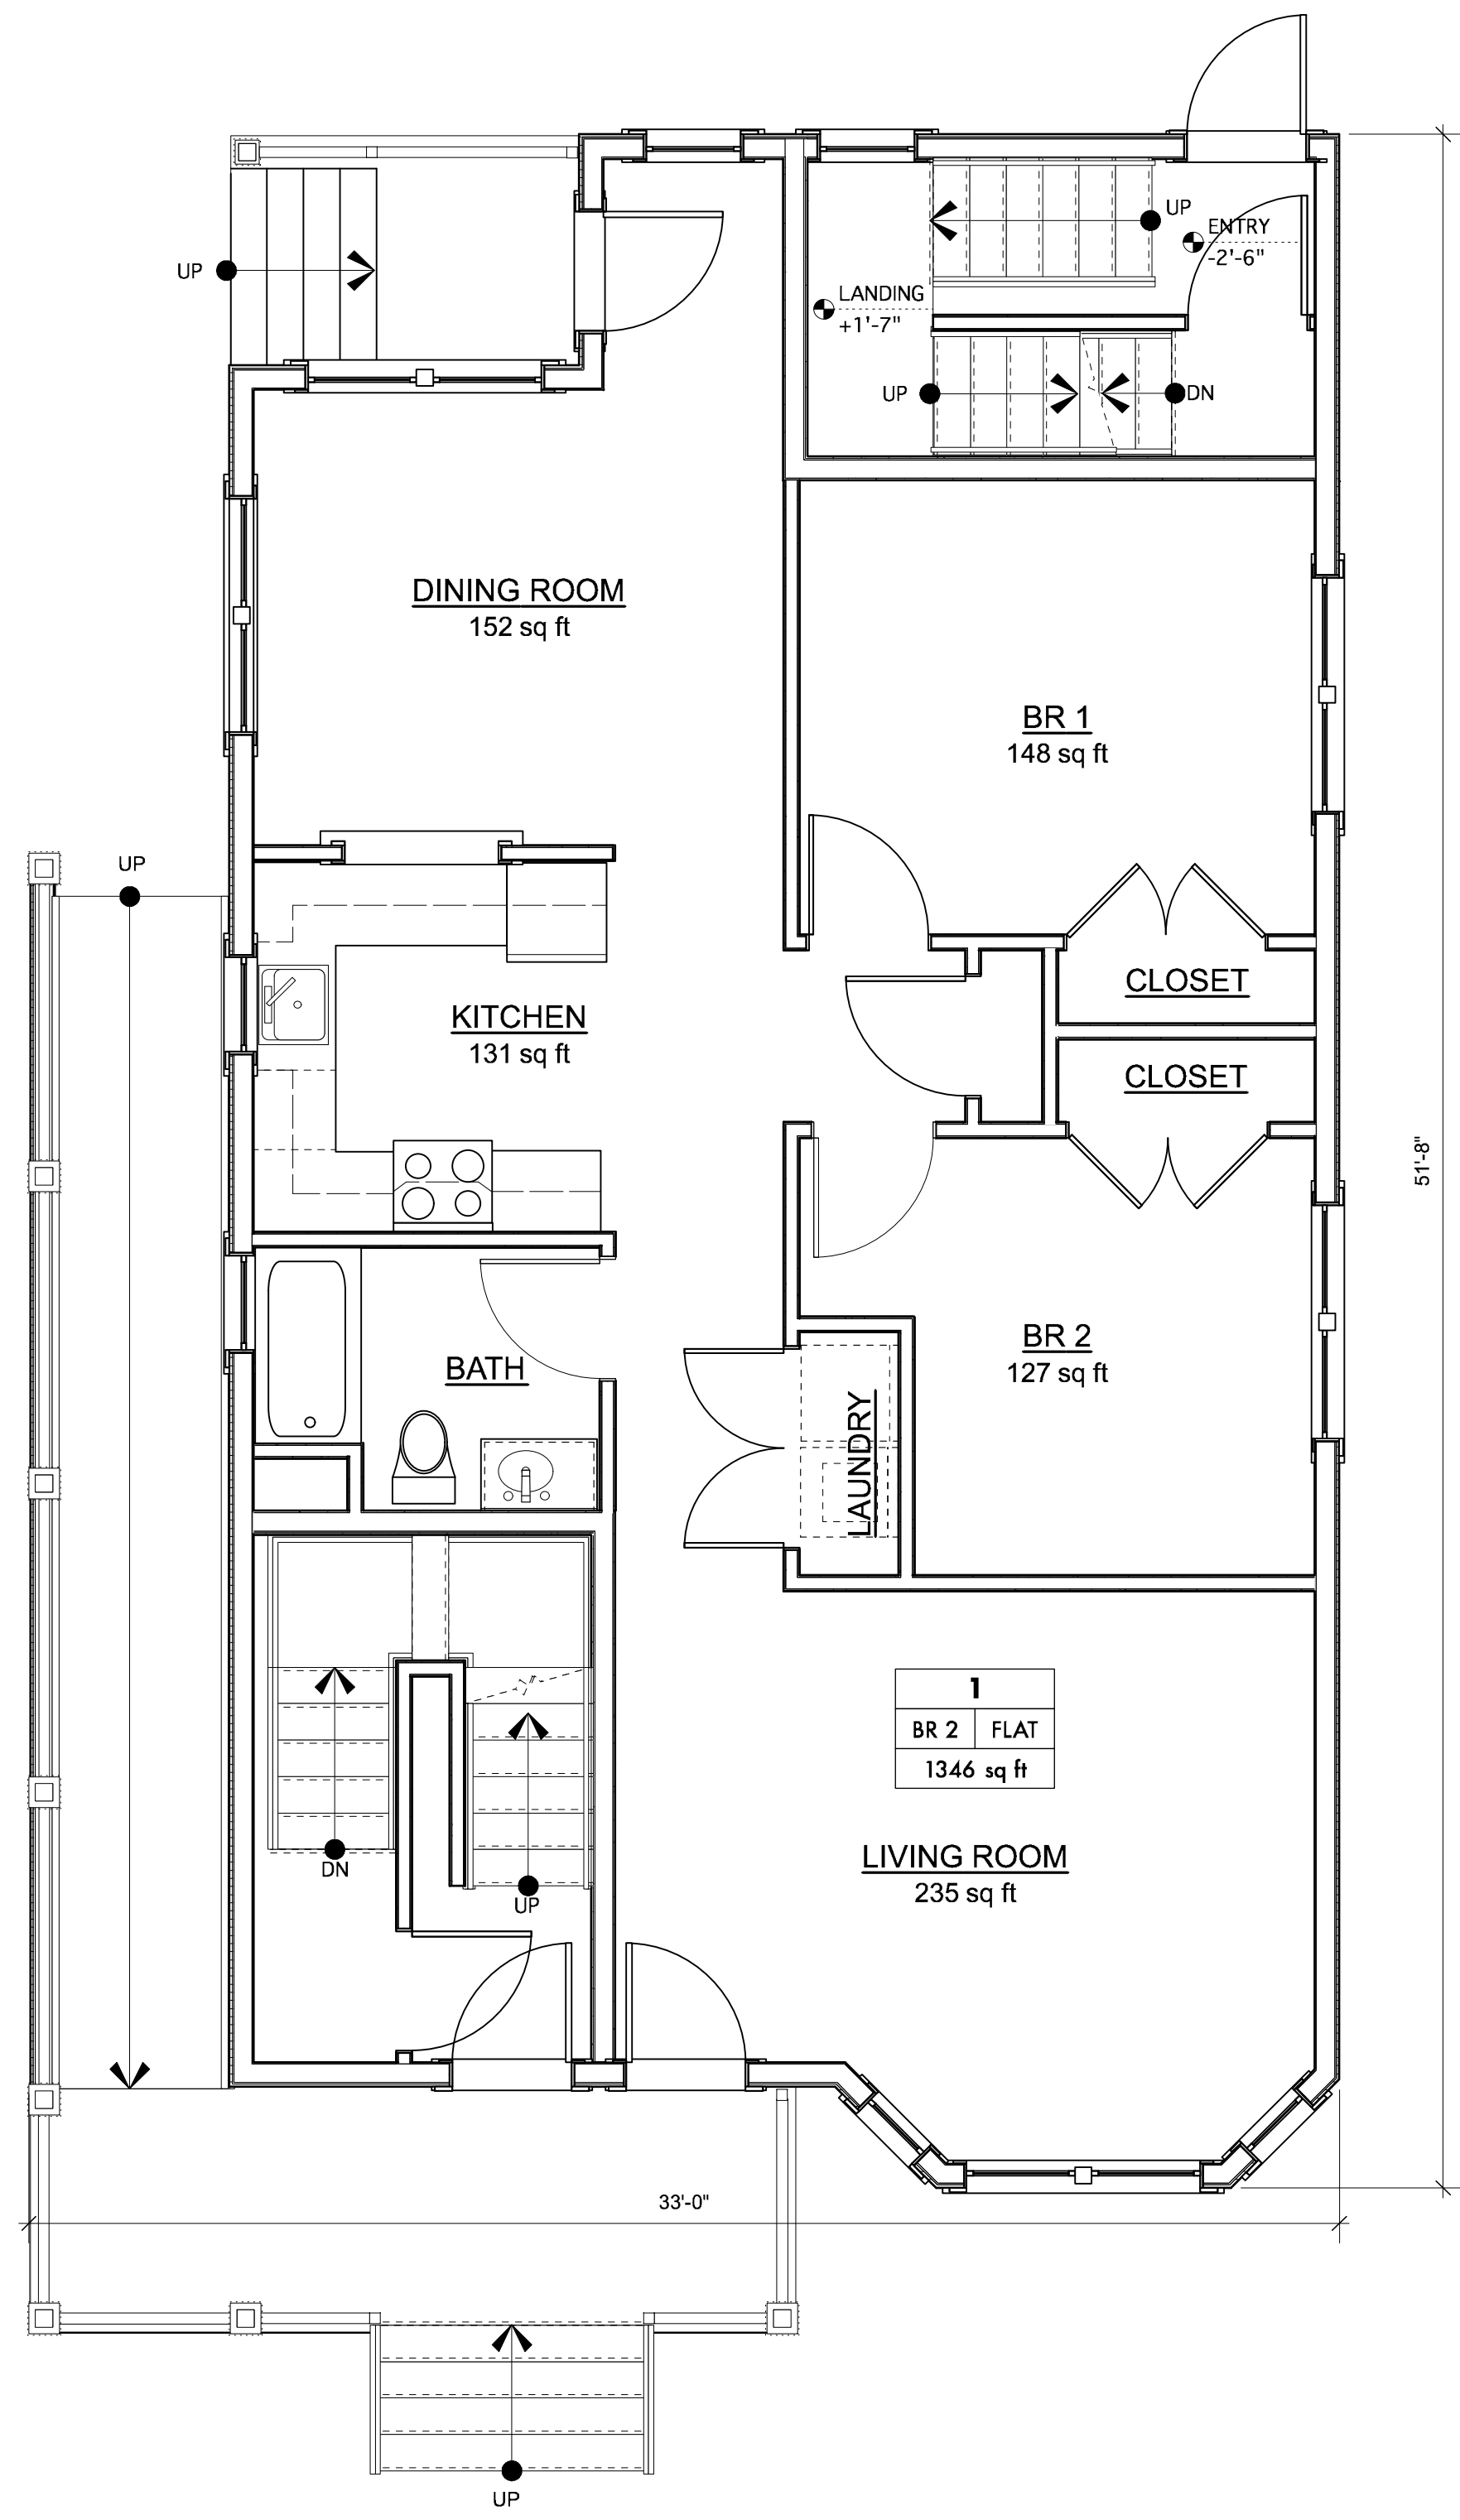 UP
ENTRY
-2'-6"
UP
LANDING
+1'-7"
UP
DN
DINING ROOM
152 sq ft
BR 1
148 sq ft
UP
CLOSET
KITCHEN
131 sq ft
CLOSET
51'-8"
BR 2
127 sq ft
BATH
LAUNDRY
1
BR 2 FLAT
1346 sq ft
LIVING ROOM
235 sq ft
DN
UP
33'-0"
UP